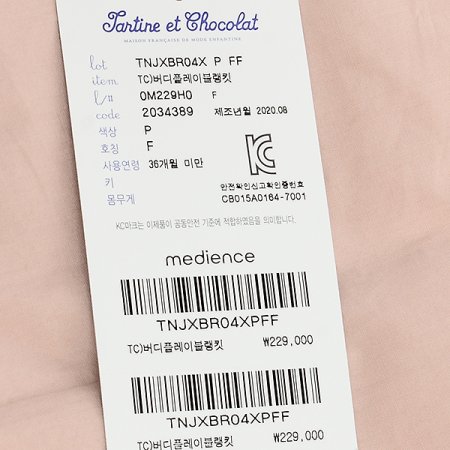 Tartine et Chocolat
MAISON FRANÇAISE DE MODE ENFANTINE
lot TNJXBR04X P FF
item TC)버디플레이블랭킷
l/# 0M229H0 F
code 2034389 제조년월 2020.08
색상 P
호칭 F
사용연령 36개월 미만
키
몸무게
KC
안전확인신고확인증번호
CB015A0164-7001
KC마크는 이제품이 공동안전 기준에 적합하였음을 의미합니다.
medience
TNJXBR04XPFF
TC)버디플레이블랭킷 ₩229,000
TNJXBR04XPFF
TC)버디플레이블랭킷 ₩229,000